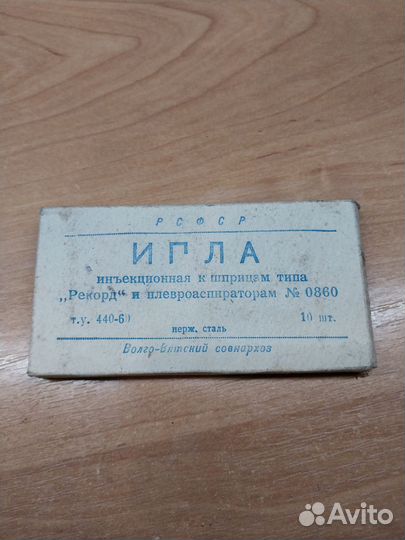 РСФСР
ИГЛА
инъекционная к шприцам типа
„Рекорд“ и плевроаспираторам № 0860
т.у. 440-60 10 шт.
нерж. сталь
Волго-Вятский совнархоз
Avito